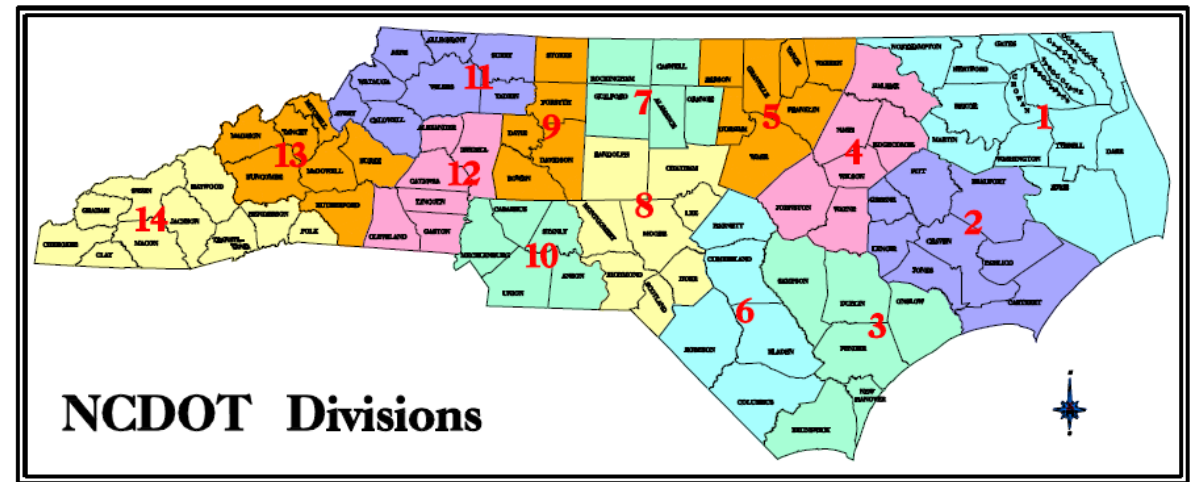 ASHE
ALLEGHANY
SURRY
STOKES
ROCKINGHAM
CASWELL
PERSON
GRANVILLE
VANCE
WARREN
NORTHAMPTON
GATES
HERTFORD
HALIFAX
WATAUGA
WILKES
11
YADKIN
FORSYTH
GUILFORD
7
ALAMANCE
ORANGE
DURHAM
5
FRANKLIN
BERTIE
CHOWAN
1
AVERY
CALDWELL
ALEXANDER
IREDELL
DAVIE
9
DAVIDSON
NASH
EDGECOMBE
4
MARTIN
WASHINGTON
TYRRELL
DARE
MADISON
YANCEY
MITCHELL
13
BUNCOMBE
MCDOWELL
BURKE
CATAWBA
12
ROWAN
RANDOLPH
CHATHAM
WAKE
WILSON
PITT
BEAUFORT
HYDE
SWAIN
HAYWOOD
RUTHERFORD
LINCOLN
CABARRUS
STANLY
MONTGOMERY
8
LEE
JOHNSTON
WAYNE
GREENE
GRAHAM
14
JACKSON
HENDERSON
POLK
CLEVELAND
GASTON
MOORE
HARNETT
LENOIR
CRAVEN
2
CHEROKEE
MACON
CLAY
MECKLENBURG
10
CUMBERLAND
SAMPSON
JONES
PAMLICO
UNION
ANSON
RICHMOND
HOKE
SCOTLAND
DUPLIN
ONSLOW
CARTERET
6
3
ROBESON
BLADEN
PENDER
COLUMBUS
NEW
HANOVER
BRUNSWICK
NCDOT Divisions